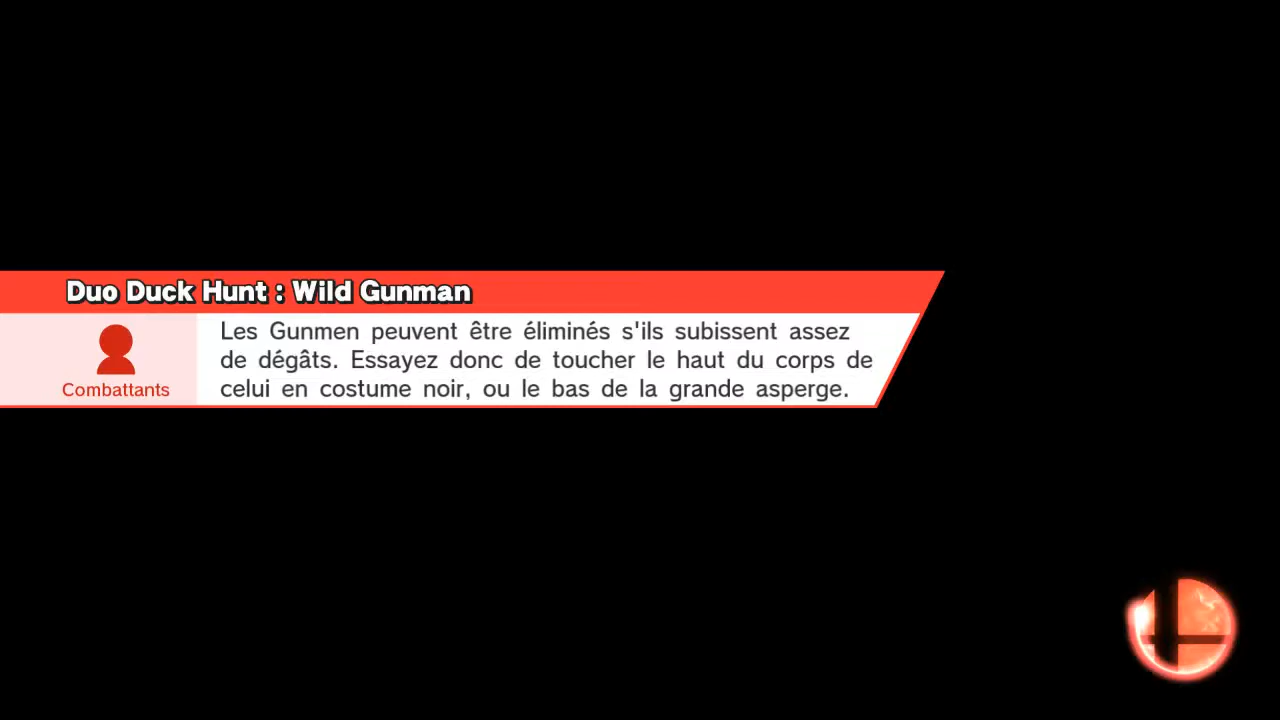 Duo Duck Hunt : Wild Gunman
Combattants
Les Gunmen peuvent être éliminés s'ils subissent assez
de dégâts. Essayez donc de toucher le haut du corps de
celui en costume noir, ou le bas de la grande asperge.